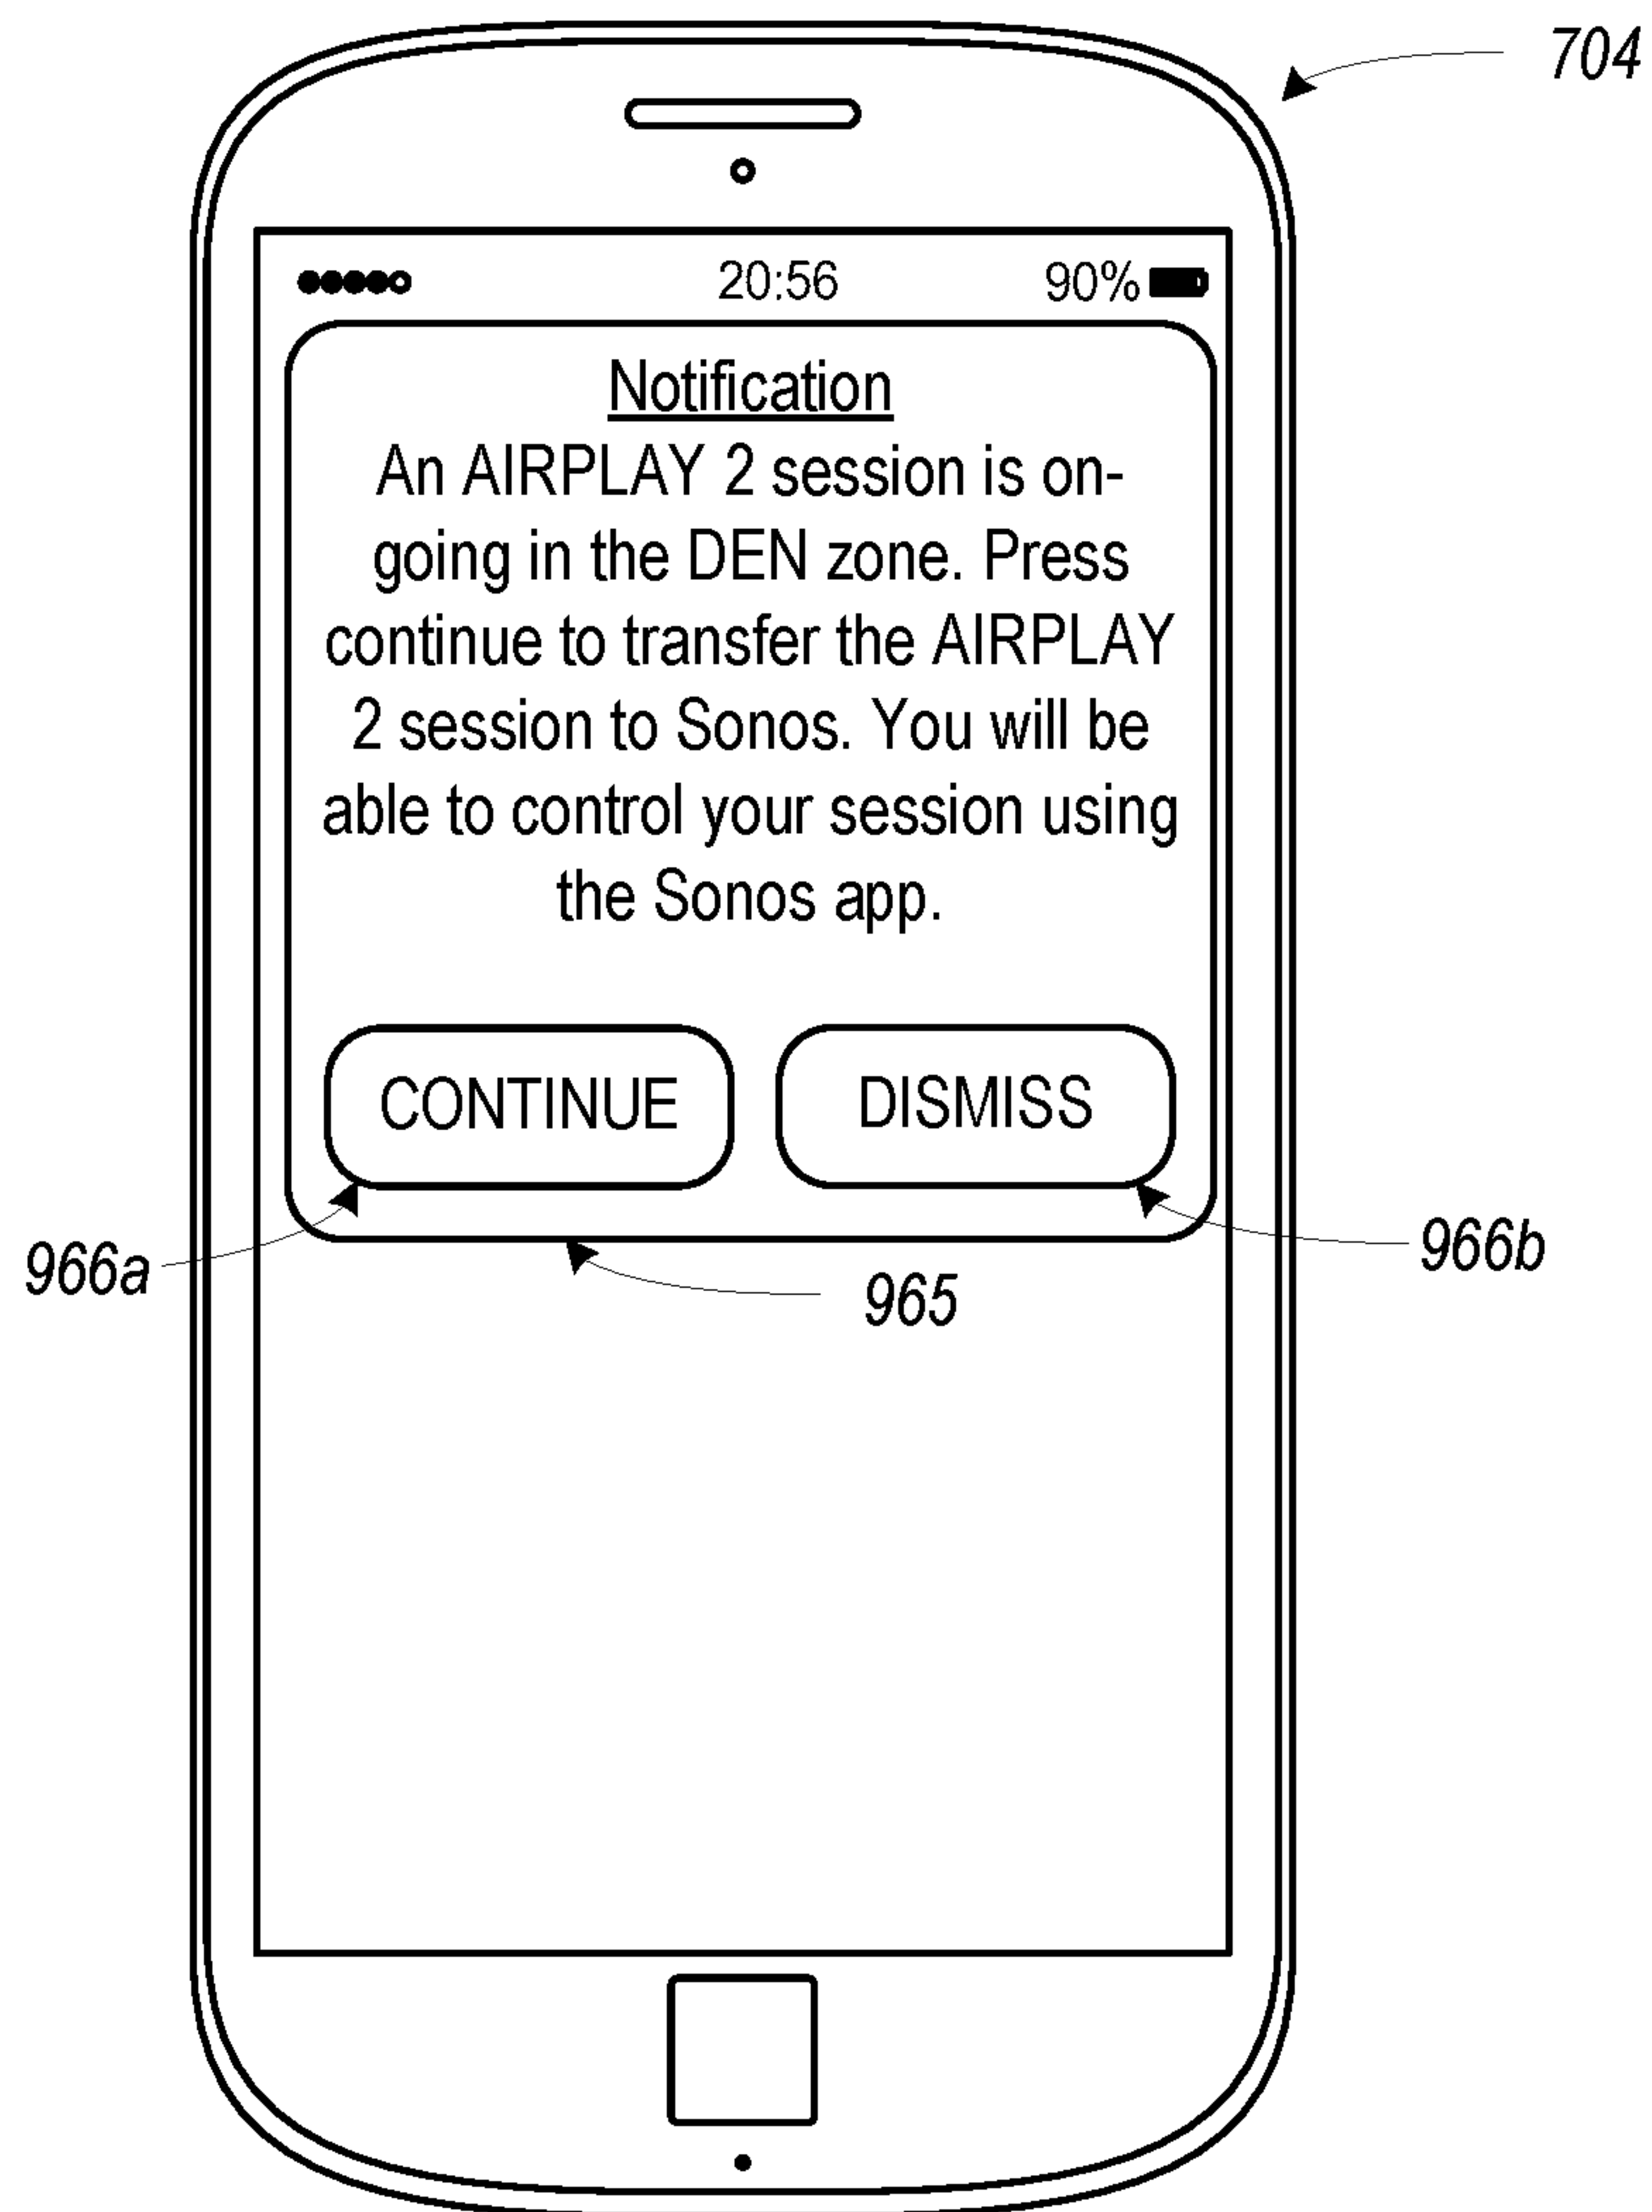 704
20:56 90%
Notification
An AIRPLAY 2 session is on-
going in the DEN zone. Press
continue to transfer the AIRPLAY
2 session to Sonos. You will be
able to control your session using
the Sonos app.
CONTINUE DISMISS
966a 965 966b